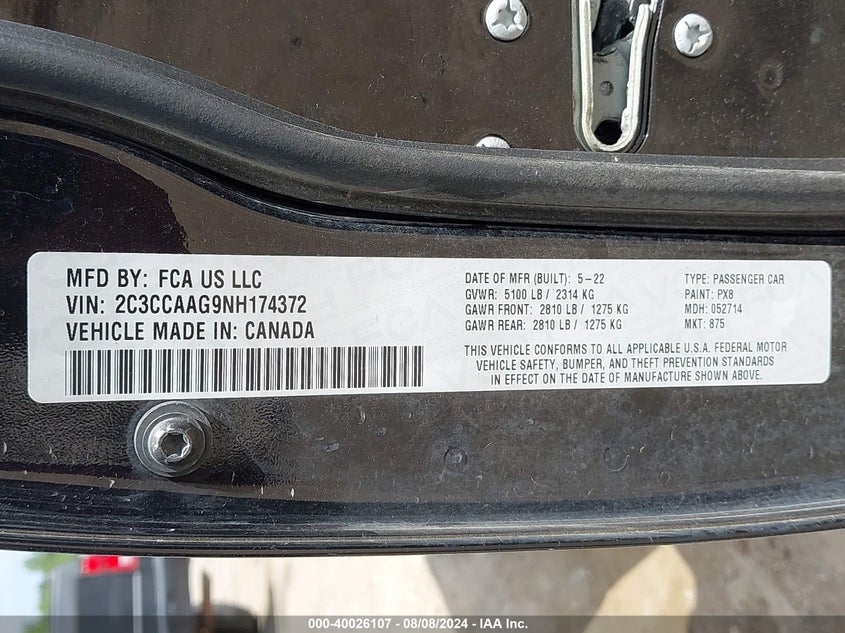 MFD BY: FCA US LLC
VIN: 2C3CCAAG9NH174372
VEHICLE MADE IN: CANADA
DATE OF MFR (BUILT): 5-22
GVWR: 5100 LB / 2314 KG
GAWR FRONT: 2810 LB / 1275 KG
GAWR REAR: 2810 LB / 1275 KG
TYPE: PASSENGER CAR
PAINT: PX8
MDH: 052714
MKT: 875
THIS VEHICLE CONFORMS TO ALL APPLICABLE U.S.A. FEDERAL MOTOR
VEHICLE SAFETY, BUMPER, AND THEFT PREVENTION STANDARDS
IN EFFECT ON THE DATE OF MANUFACTURE SHOWN ABOVE.
000-40026107 - 08/08/2024 - IAA Inc.